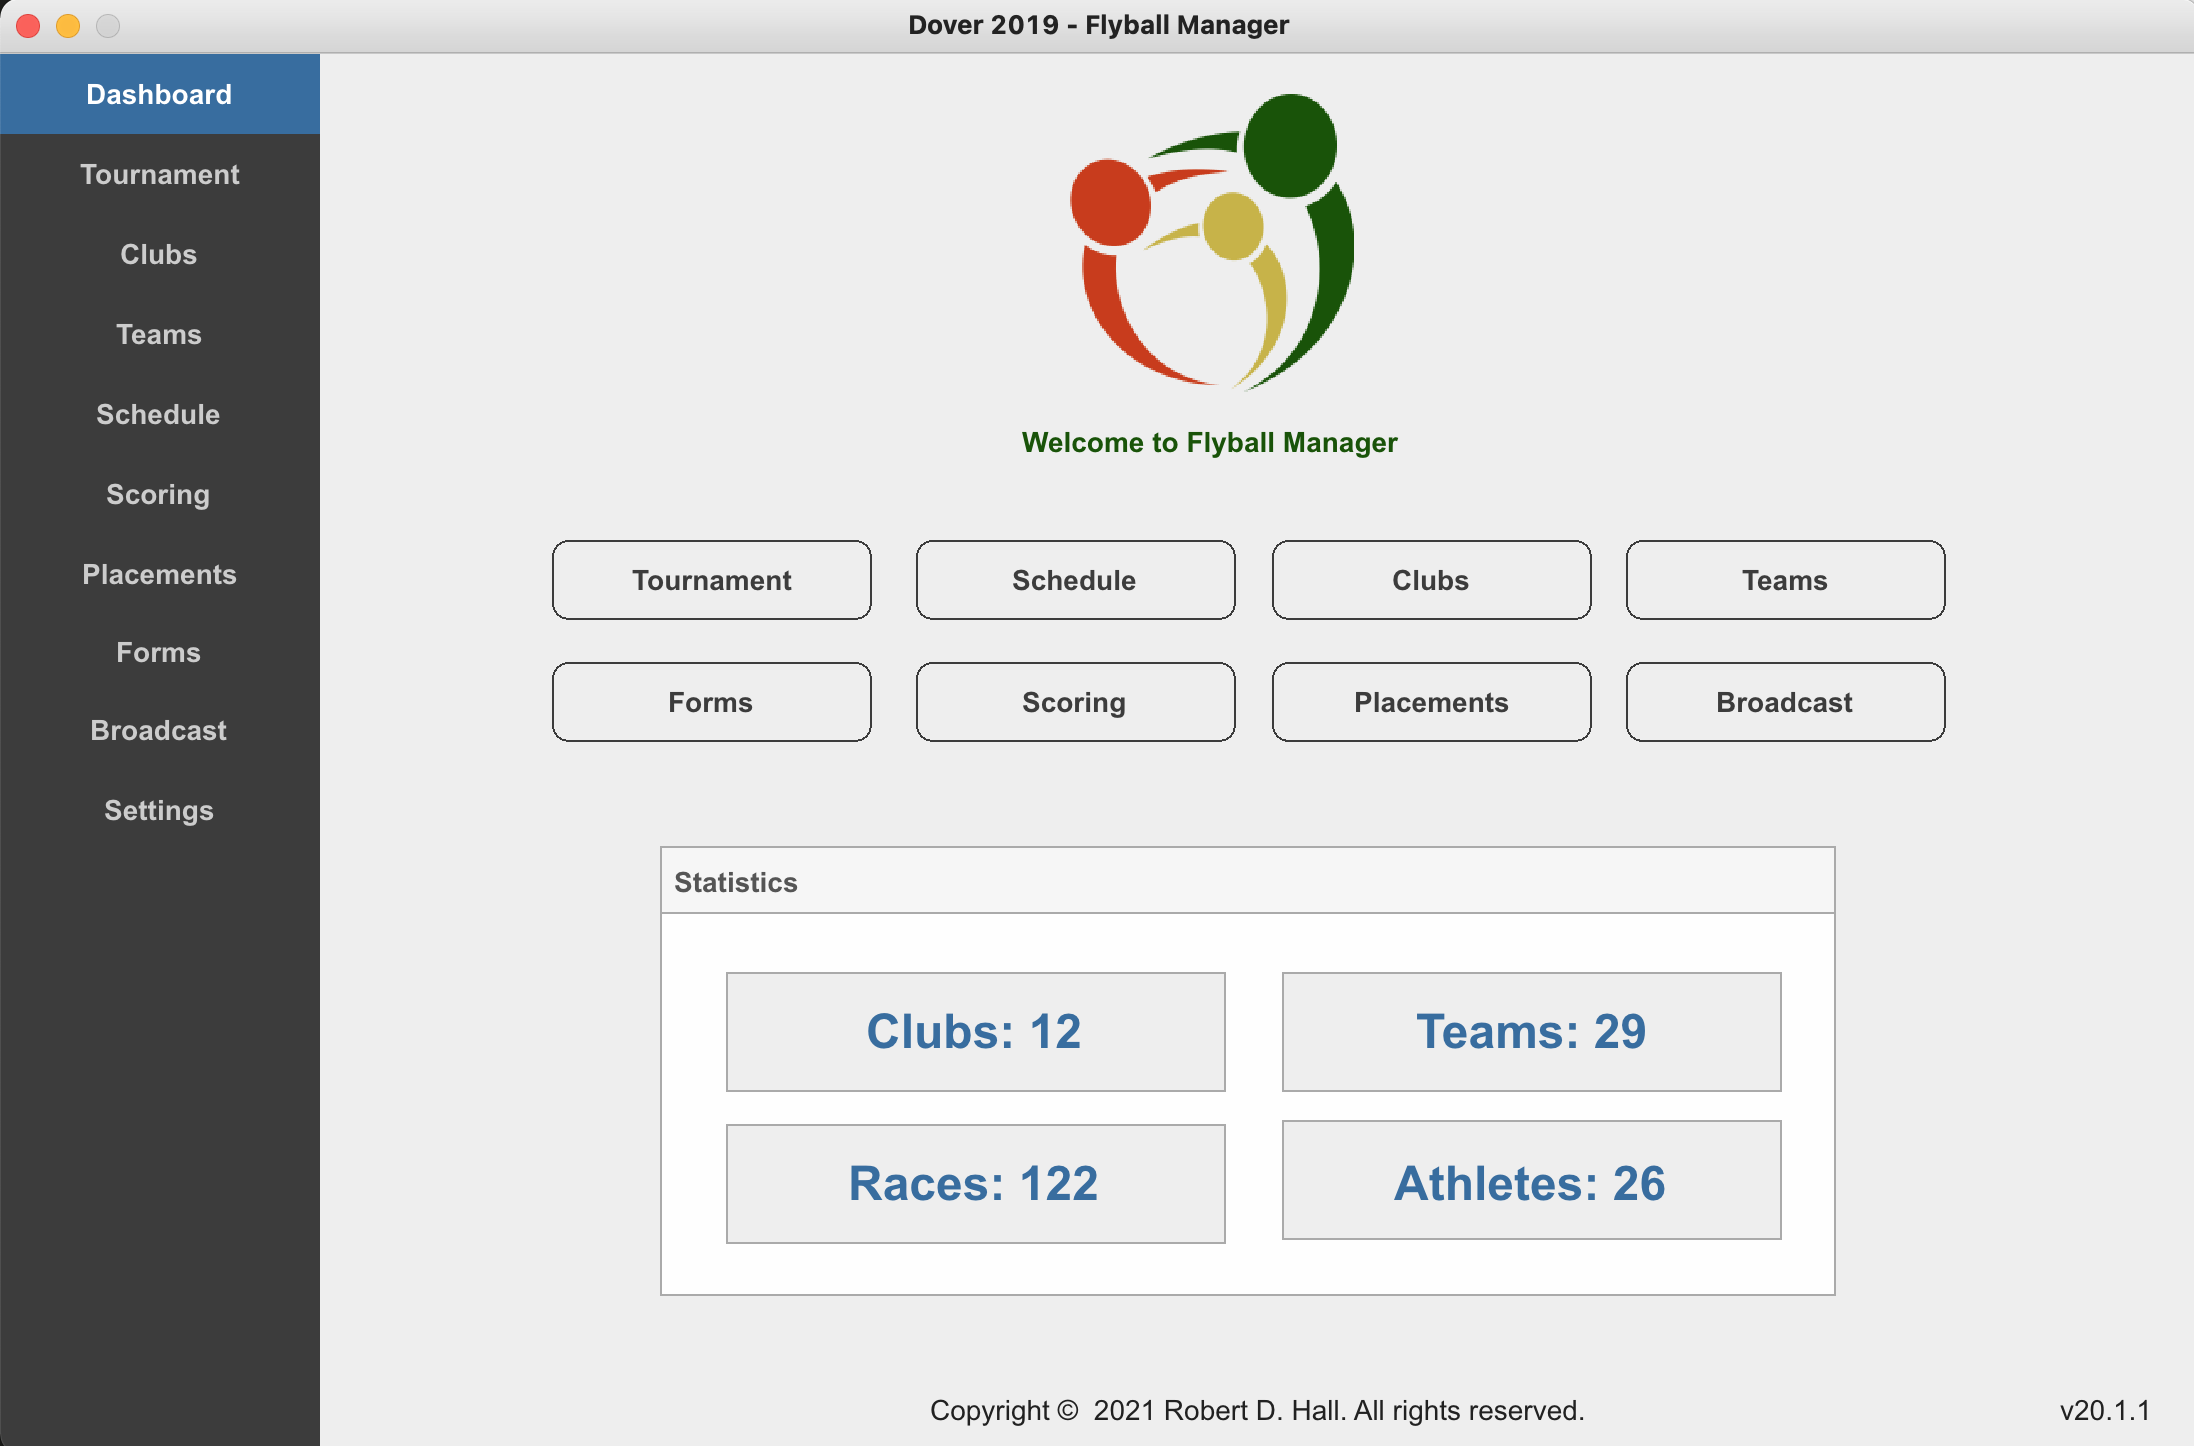 Dover 2019 - Flyball Manager
Dashboard
Tournament
Clubs
Teams
Schedule
Scoring
Placements
Forms
Broadcast
Settings
Welcome to Flyball Manager
Tournament
Schedule
Clubs
Teams
Forms
Scoring
Placements
Broadcast
Statistics
Clubs: 12
Teams: 29
Races: 122
Athletes: 26
Copyright © 2021 Robert D. Hall. All rights reserved.
v20.1.1